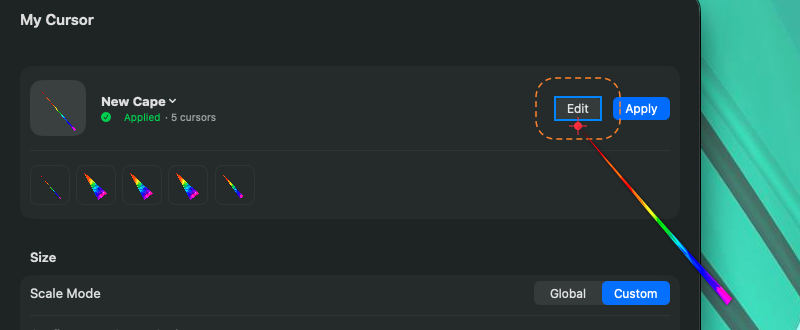 My Cursor
New Cape
Edit
Apply
Applied · 5 cursors
Size
Scale Mode
Global
Custom